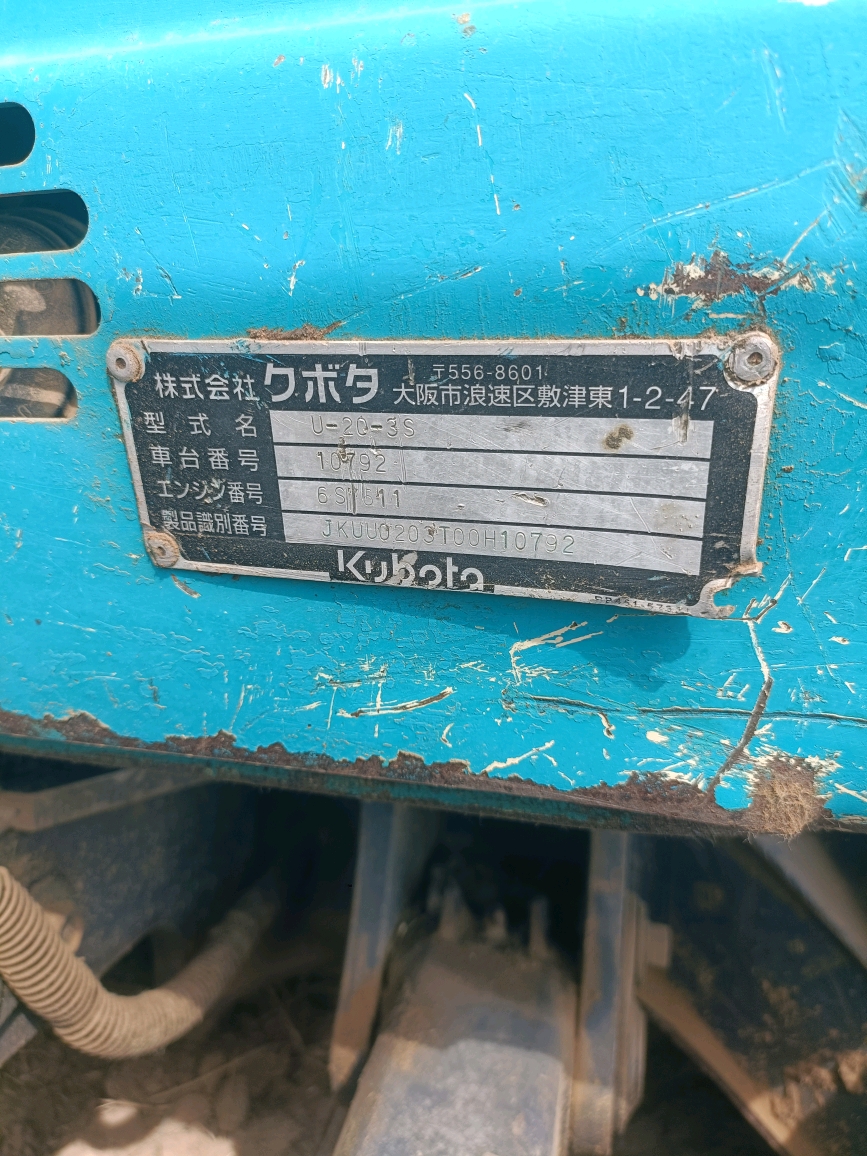 株式会社クボタ 〒556-8601
大阪市浪速区敷津東1-2-47
型式名 U-20-3S
車台番号 10792
エンジン番号
製品識別番号 JKUU0203T00H10792
Kubota